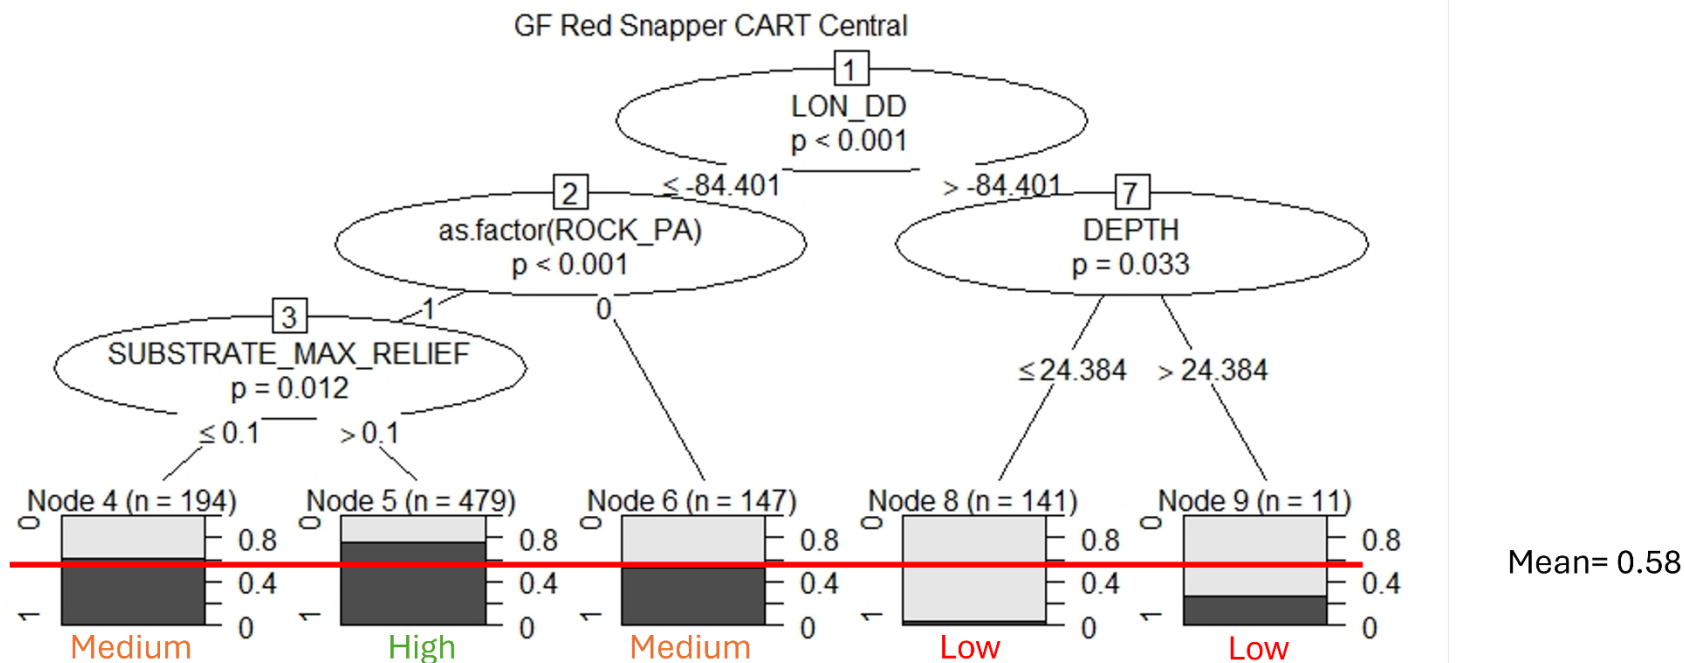 GF Red Snapper CART Central
1
LON_DD
p < 0.001
≤ -84.401
> -84.401
2
as.factor(ROCK_PA)
p < 0.001
7
DEPTH
p = 0.033
1
0
3
SUBSTRATE_MAX_RELIEF
p = 0.012
≤ 24.384
> 24.384
≤ 0.1
> 0.1
Node 4 (n = 194)
0
1
0.8
0.4
0
Medium
Node 5 (n = 479)
0
1
0.8
0.4
0
High
Node 6 (n = 147)
0
1
0.8
0.4
0
Medium
Node 8 (n = 141)
0
1
0.8
0.4
0
Low
Node 9 (n = 11)
0
1
0.8
0.4
0
Low
Mean= 0.58